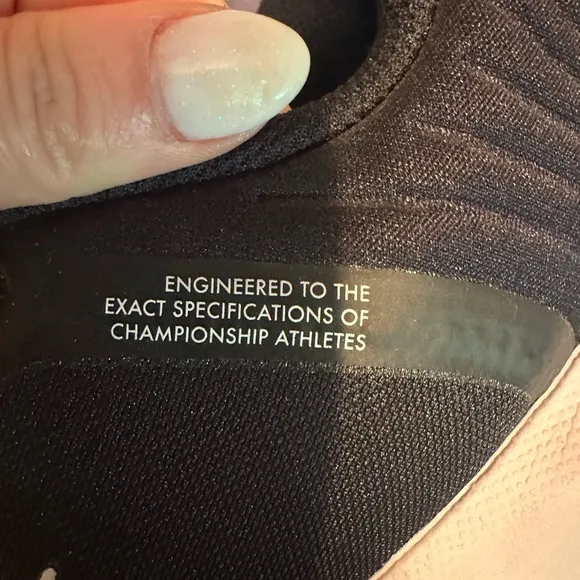 ENGINEERED TO THE
EXACT SPECIFICATIONS OF
CHAMPIONSHIP ATHLETES